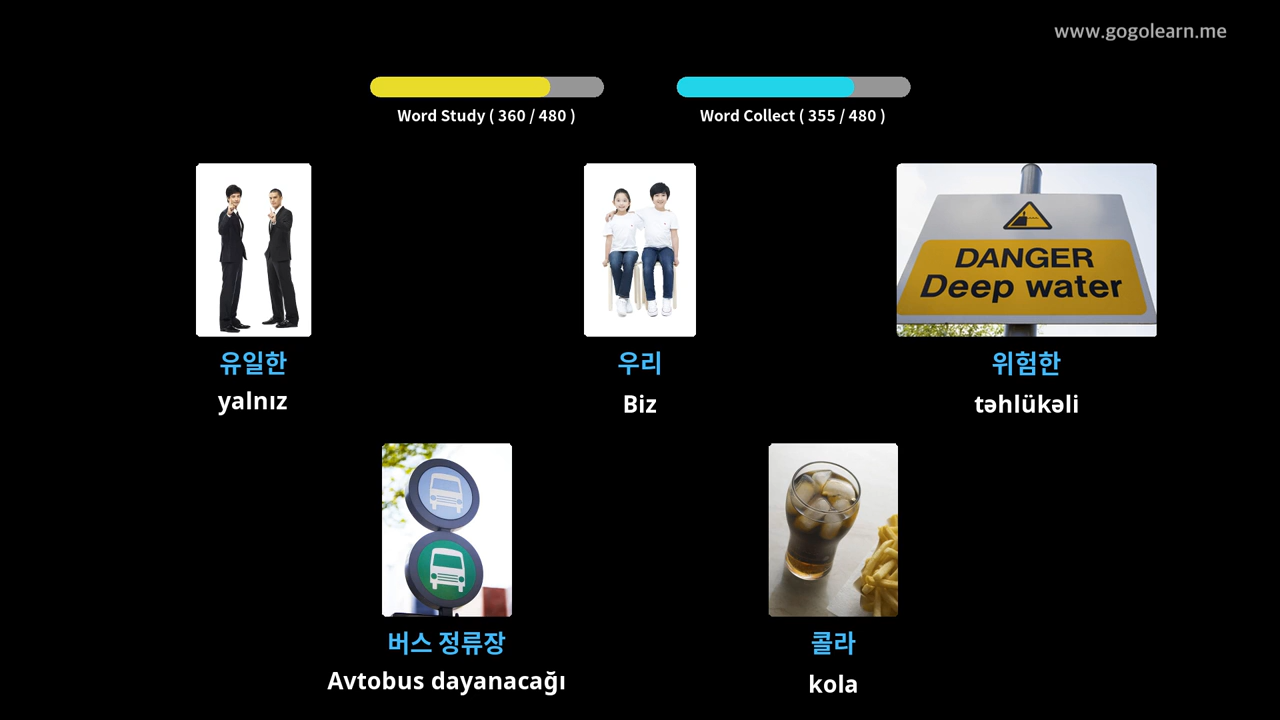 www.gogolearn.me
Word Study ( 360 / 480 )
Word Collect ( 355 / 480 )
DANGER
Deep water
유일한
yalnız
우리
Biz
위험한
təhlükəli
버스 정류장
Avtobus dayanacağı
콜라
kola